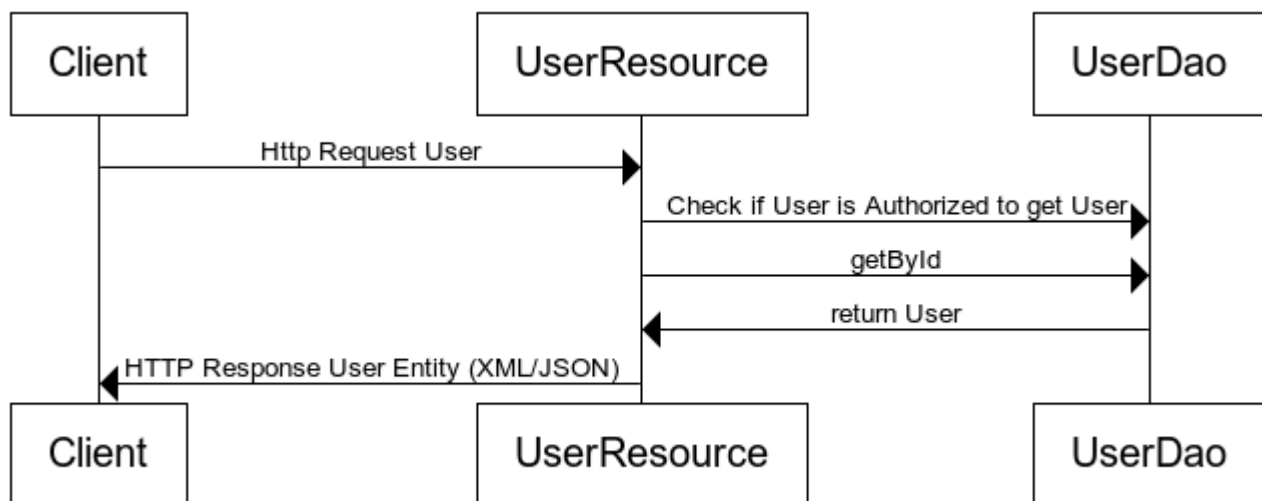 Client
UserResource
UserDao
Http Request User
Check if User is Authorized to get User
getById
return User
HTTP Response User Entity (XML/JSON)
Client
UserResource
UserDao